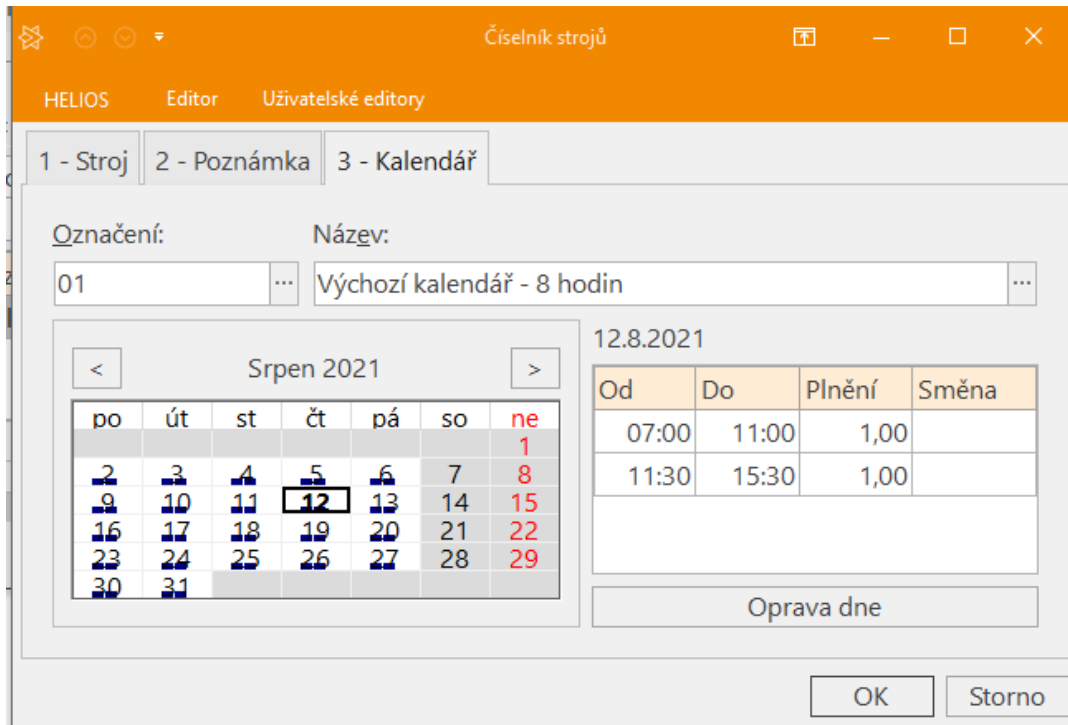 Číselník strojů
HELIOS Editor Uživatelské editory
1 - Stroj 2 - Poznámka 3 - Kalendář
Označení: Název:
01 ... Výchozí kalendář - 8 hodin ...
< Srpen 2021 >
po út st čt pá so ne
1
2 3 4 5 6 7 8
9 10 11 12 13 14 15
16 17 18 19 20 21 22
23 24 25 26 27 28 29
30 31
12.8.2021
Od Do Plnění Směna
07:00 11:00 1,00
11:30 15:30 1,00
Oprava dne
OK Storno